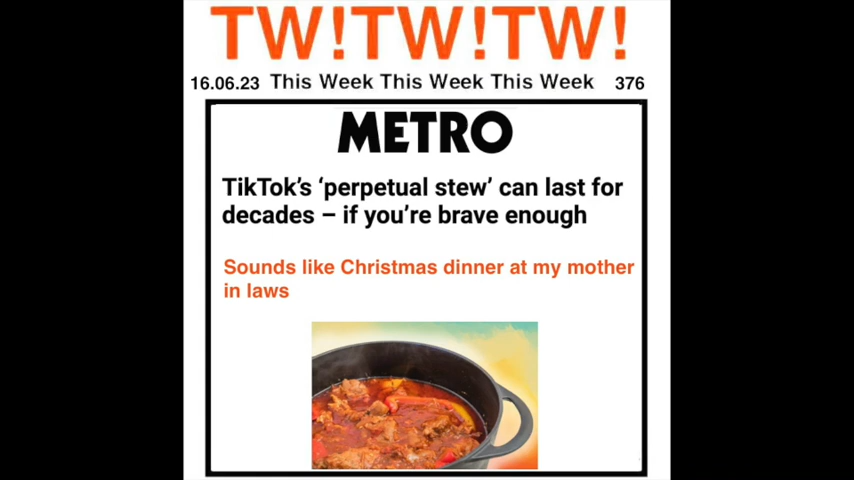 TW!TW!TW!
16.06.23 This Week This Week This Week 376
METRO
TikTok's ‘perpetual stew’ can last for
decades – if you’re brave enough
Sounds like Christmas dinner at my mother
in laws